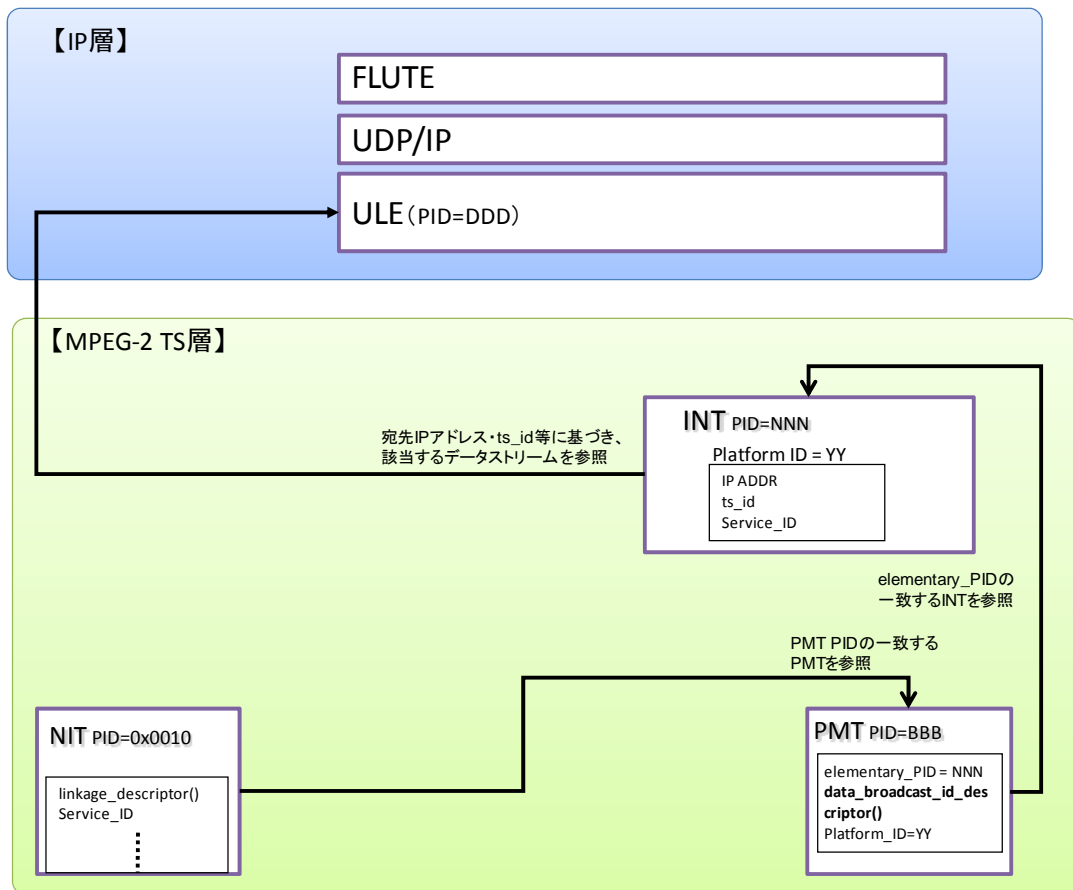 【IP層】
FLUTE
UDP/IP
ULE（PID=DDD）
【MPEG-2 TS層】
INT PID=NNN
Platform ID = YY
IP ADDR
ts_id
Service_ID
宛先IPアドレス・ts_id等に基づき、
該当するデータストリームを参照
elementary_PIDの
一致するINTを参照
PMT PIDの一致する
PMTを参照
NIT PID=0x0010
linkage_descriptor()
Service_ID
PMT PID=BBB
elementary_PID = NNN
data_broadcast_id_des
criptor()
Platform_ID=YY